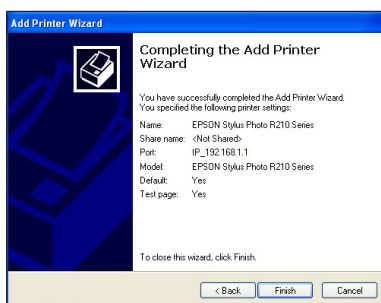 Add Printer Wizard
Completing the Add Printer
Wizard
You have successfully completed the Add Printer Wizard.
You specified the following printer settings:
Name: EPSON Stylus Photo R210 Series
Share name: <Not Shared>
Port: IP_192.168.1.1
Model: EPSON Stylus Photo R210 Series
Default: Yes
Test page: Yes
To close this wizard, click Finish.
< Back Finish Cancel